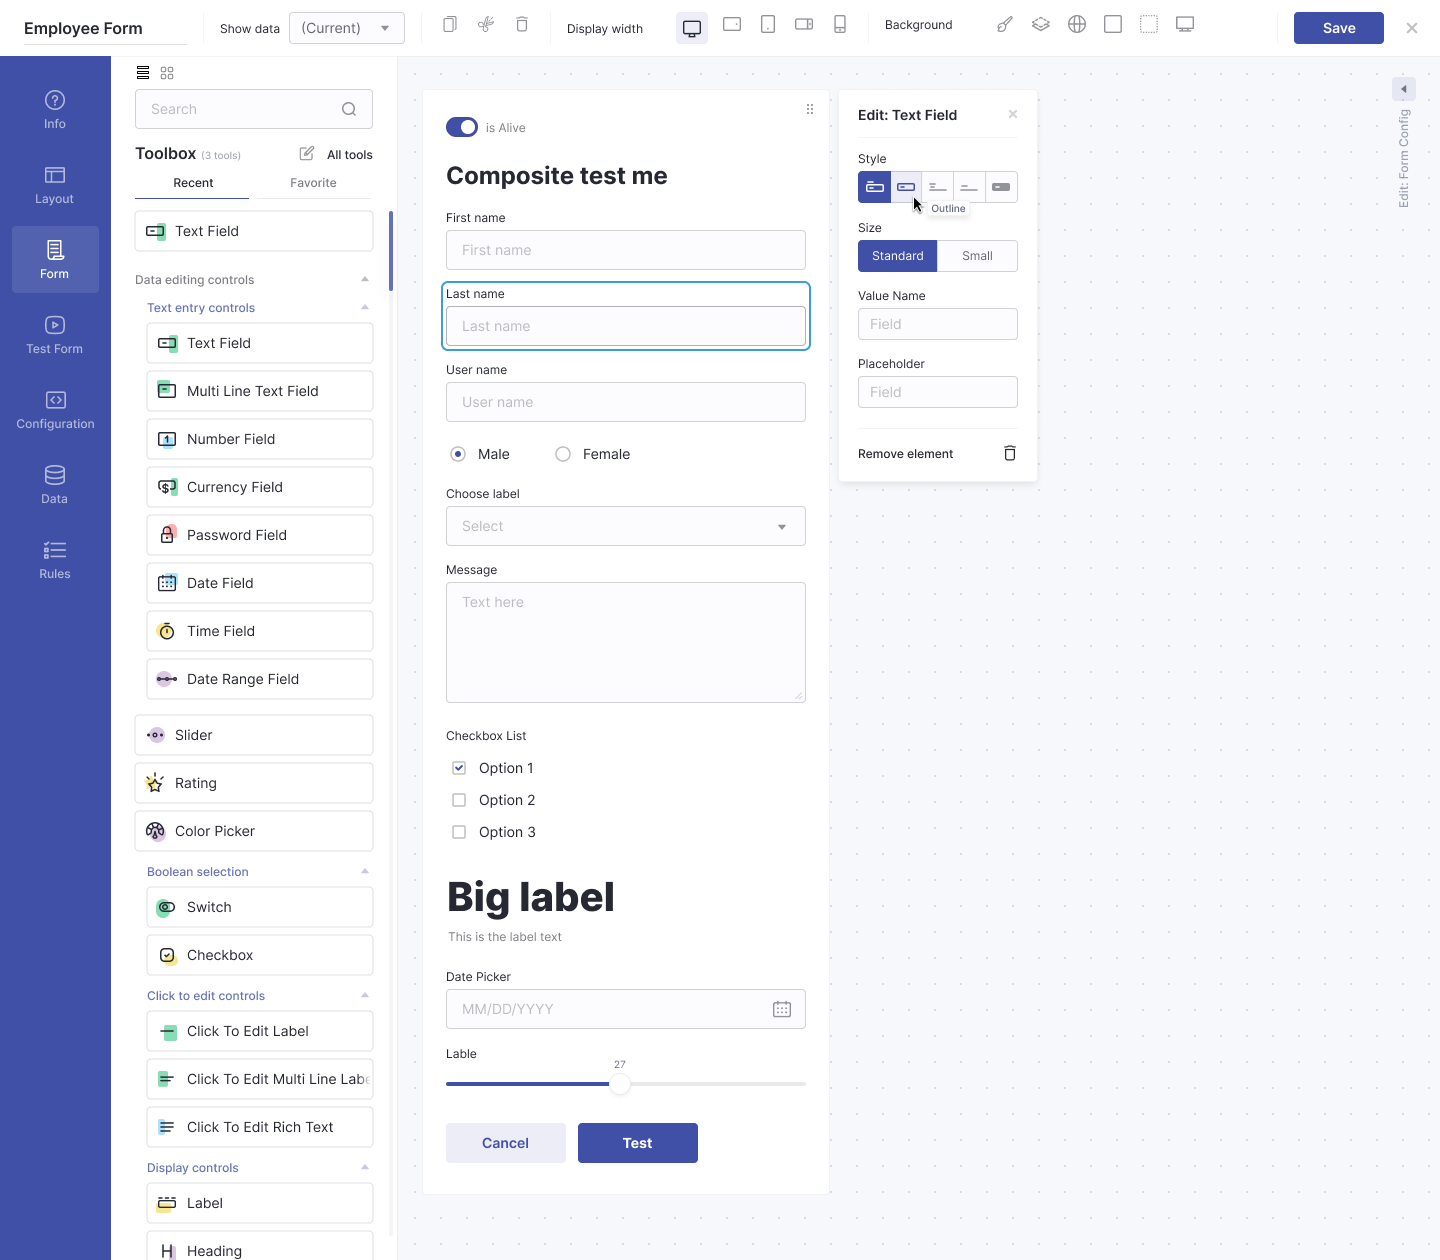 Employee Form
Show data
(Current)
Display width
Background
Save
Info
Layout
Form
Test Form
Configuration
Data
Rules
Search
Toolbox (3 tools)
All tools
Recent
Favorite
Text Field
Data editing controls
Text entry controls
Text Field
Multi Line Text Field
Number Field
Currency Field
Password Field
Date Field
Time Field
Date Range Field
Slider
Rating
Color Picker
Boolean selection
Switch
Checkbox
Click to edit controls
Click To Edit Label
Click To Edit Multi Line Labe
Click To Edit Rich Text
Display controls
Label
Heading
is Alive
Composite test me
First name
First name
Last name
Last name
User name
User name
Male
Female
Choose label
Select
Message
Text here
Checkbox List
Option 1
Option 2
Option 3
Big label
This is the label text
Date Picker
MM/DD/YYYY
Lable
27
Cancel
Test
Edit: Text Field
Style
Outline
Size
Standard
Small
Value Name
Field
Placeholder
Field
Remove element
Edit: Form Config